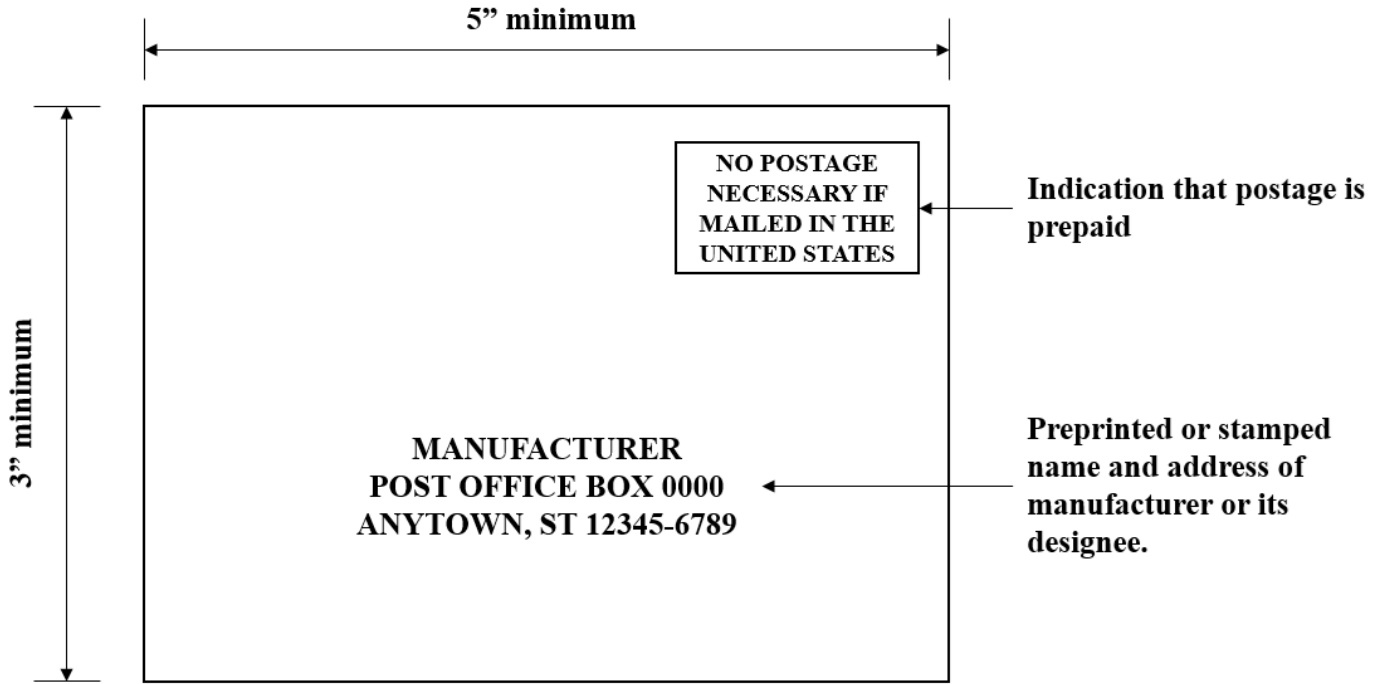 5” minimum
3” minimum
NO POSTAGE
NECESSARY IF
MAILED IN THE
UNITED STATES
Indication that postage is
prepaid
MANUFACTURER
POST OFFICE BOX 0000
ANYTOWN, ST 12345-6789
Preprinted or stamped
name and address of
manufacturer or its
designee.